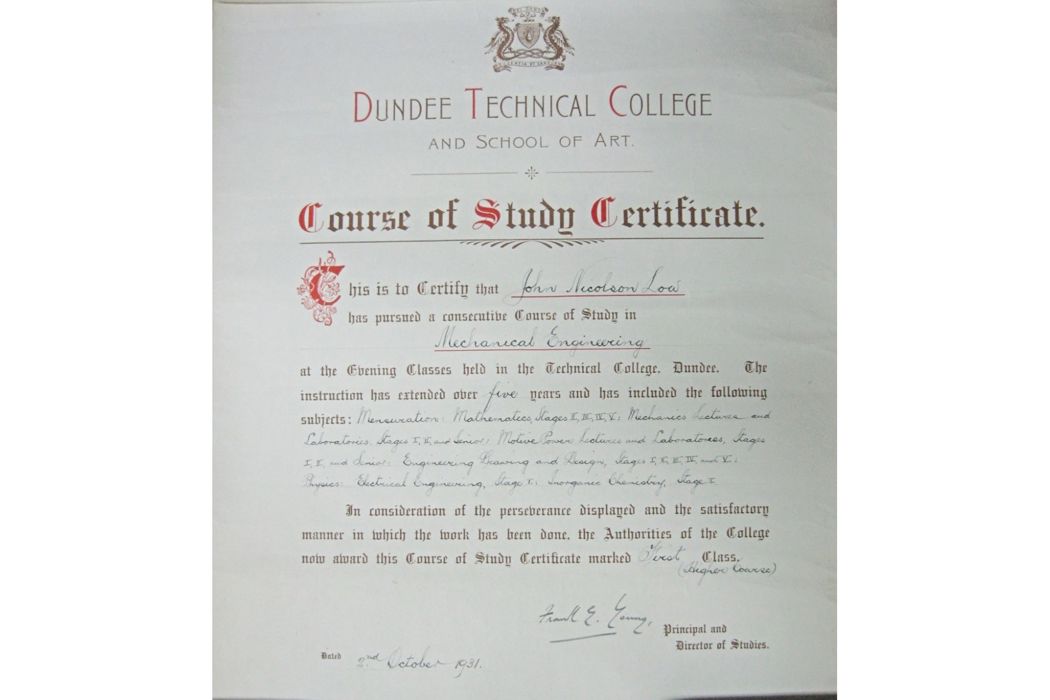 DUNDEE TECHNICAL COLLEGE
AND SCHOOL OF ART.
Course of Study Certificate.
This is to Certify that John Nicolson Low
has pursued a consecutive Course of Study in
Mechanical Engineering
at the Evening Classes held in the Technical College, Dundee. The
instruction has extended over five years and has included the following
subjects: Mensuration: Mathematics, Stages II, III, IV, V: Mechanics Lectures and
Laboratories, Stages I, II, and Senior: Motive Power Lectures and Laboratories, Stages
I, II, and Senior: Engineering Drawing and Design, Stages I, II, III, IV and V:
Physics: Electrical Engineering, Stage I: Inorganic Chemistry, Stage I
In consideration of the perseverance displayed and the satisfactory
manner in which the work has been done, the Authorities of the College
now award this Course of Study Certificate marked First Class.
(Higher Course)
Frank E. Young,
Principal and
Director of Studies.
Dated 2nd October 1931.